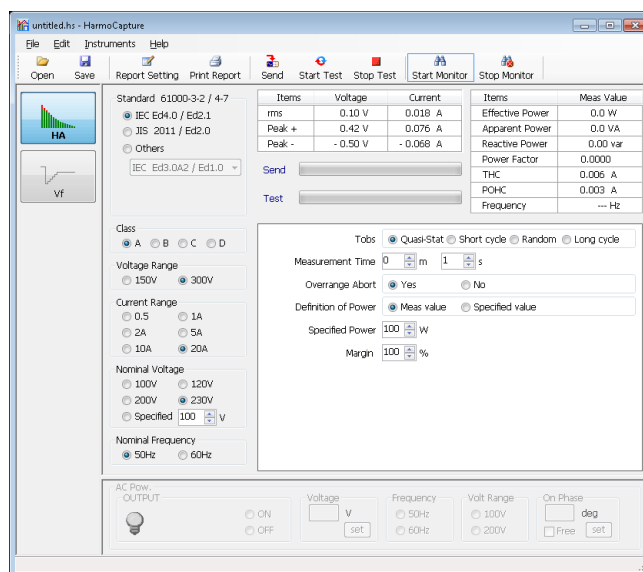 untitled.hs - HarmoCapture
File Edit Instruments Help
Open Save Report Setting Print Report Send Start Test Stop Test Start Monitor Stop Monitor
HA
Vf
Standard 61000-3-2 / 4-7
IEC Ed4.0 / Ed2.1
JIS 2011 / Ed2.0
Others
IEC Ed3.0A2 / Ed1.0
Items Voltage Current
rms 0.10 V 0.018 A
Peak + 0.42 V 0.076 A
Peak - - 0.50 V - 0.068 A
Send
Test
Items Meas Value
Effective Power 0.0 W
Apparent Power 0.0 VA
Reactive Power 0.00 var
Power Factor 0.0000
THC 0.006 A
POHC 0.003 A
Frequency --- Hz
Class
A B C D
Voltage Range
150V 300V
Current Range
0.5 1A
2A 5A
10A 20A
Nominal Voltage
100V 120V
200V 230V
Specified 100 V
Nominal Frequency
50Hz 60Hz
Tobs Quasi-Stat Short cycle Random Long cycle
Measurement Time 0 m 1 s
Overrange Abort Yes No
Definition of Power Meas value Specified value
Specified Power 100 W
Margin 100 %
AC Pow.
OUTPUT
ON
OFF
Voltage
V
set
Frequency
50Hz
60Hz
Volt Range
100V
200V
On Phase
deg
Free set